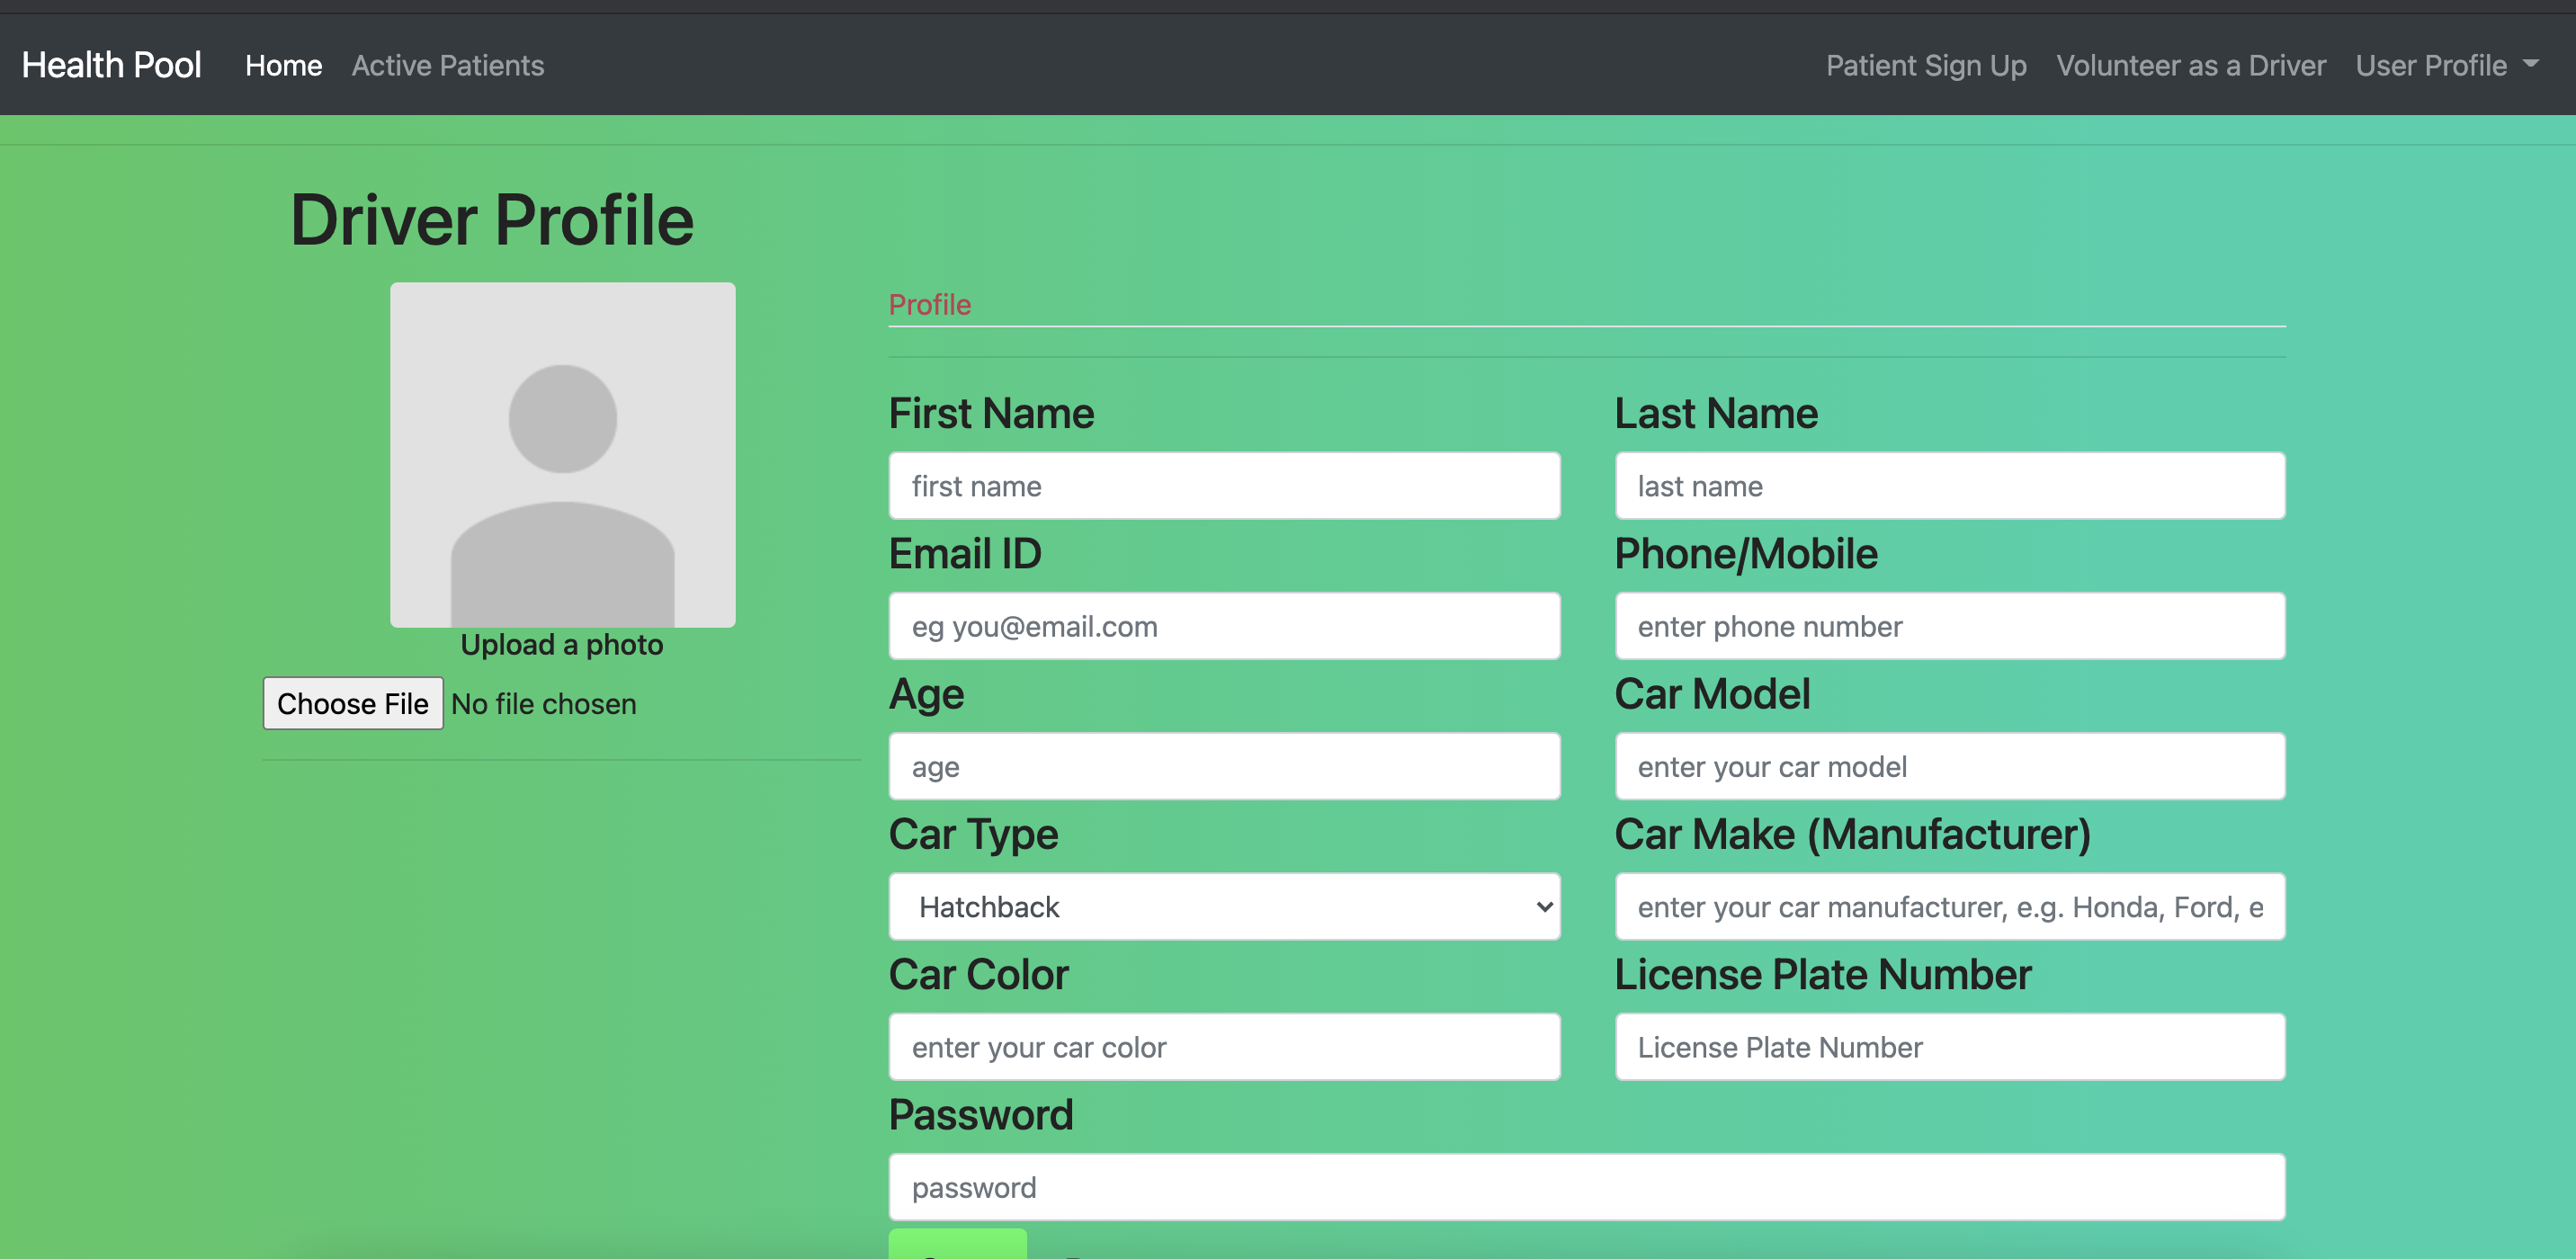 Health Pool Home Active Patients Patient Sign Up Volunteer as a Driver User Profile
Driver Profile
Upload a photo
Choose File No file chosen
Profile
First Name Last Name
first name last name
Email ID Phone/Mobile
eg you@email.com enter phone number
Age Car Model
age enter your car model
Car Type Car Make (Manufacturer)
Hatchback enter your car manufacturer, e.g. Honda, Ford, e
Car Color License Plate Number
enter your car color License Plate Number
Password
password